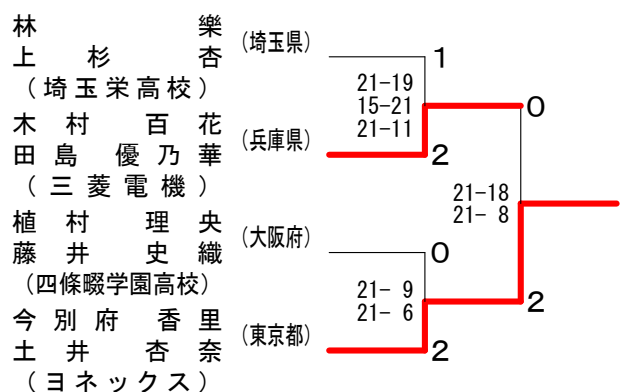 林 樂
上 杉 杏
（埼玉栄高校）
(埼玉県)
1
21-19
15-21
21-11
木 村 百 花
田 島 優 乃 華
（三菱電機）
(兵庫県)
2
0
21-18
21- 8
植 村 理 央
藤 井 史 織
(四條畷学園高校)
(大阪府)
0
21- 9
21- 6
2
今 別 府 香 里
土 井 杏 奈
（ヨネックス）
(東京都)
2